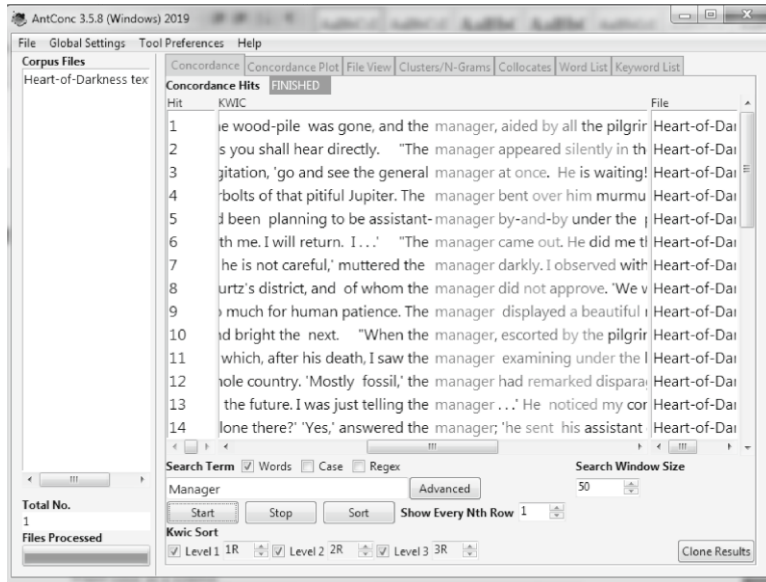 AntConc 3.5.8 (Windows) 2019
File Global Settings Tool Preferences Help
Corpus Files
Heart-of-Darkness tex
Concordance Concordance Plot File View Clusters/N-Grams Collocates Word List Keyword List
Concordance Hits FINISHED
Hit KWIC File
1 e wood-pile was gone, and the manager, aided by all the pilgrin Heart-of-Dar
2 s you shall hear directly. "The manager appeared silently in th Heart-of-Dar
3 gitation, 'go and see the general manager at once. He is waiting! Heart-of-Dar
4 rbolts of that pitiful Jupiter. The manager bent over him murmu Heart-of-Dar
5 d been planning to be assistant-manager by-and-by under the p Heart-of-Dar
6 th me. I will return. I . . .' "The manager came out. He did me tl Heart-of-Dar
7 he is not careful,' muttered the manager darkly. I observed with Heart-of-Dar
8 urtz's district, and of whom the manager did not approve. 'We v Heart-of-Dar
9 o much for human patience. The manager displayed a beautiful Heart-of-Dar
10 nd bright the next. "When the manager, escorted by the pilgrin Heart-of-Dar
11 which, after his death, I saw the manager examining under the l Heart-of-Dar
12 hole country. 'Mostly fossil,' the manager had remarked dispara Heart-of-Dar
13 the future. I was just telling the manager . . .' He noticed my cor Heart-of-Dar
14 lone there?' 'Yes,' answered the manager; 'he sent his assistant Heart-of-Dar
Search Term Words Case Regex Search Window Size
Manager Advanced 50
Total No.
1
Start Stop Sort Show Every Nth Row 1
Files Processed
Kwic Sort
Level 1 1R Level 2 2R Level 3 3R Clone Results